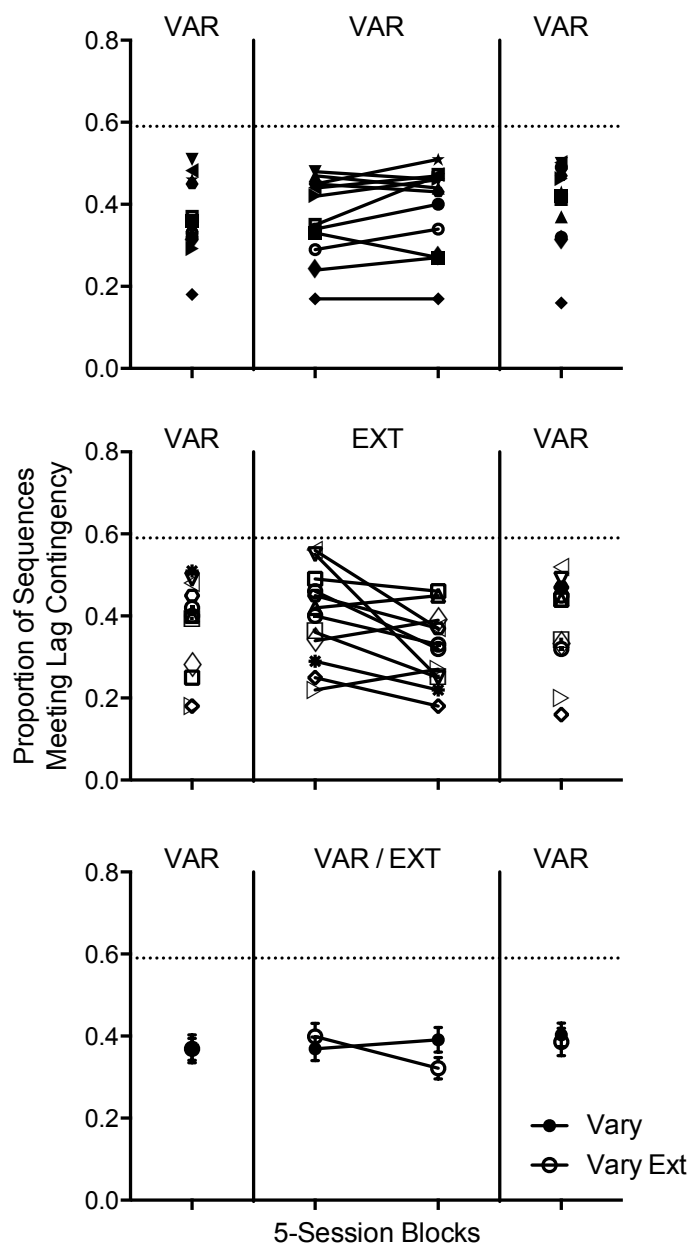 VAR VAR VAR
0.8
0.6
0.4
0.2
0.0
VAR EXT VAR
0.8
0.6
0.4
0.2
0.0
Proportion of Sequences
Meeting Lag Contingency
VAR VAR / EXT VAR
0.8
0.6
0.4
0.2
0.0
Vary
Vary Ext
5-Session Blocks